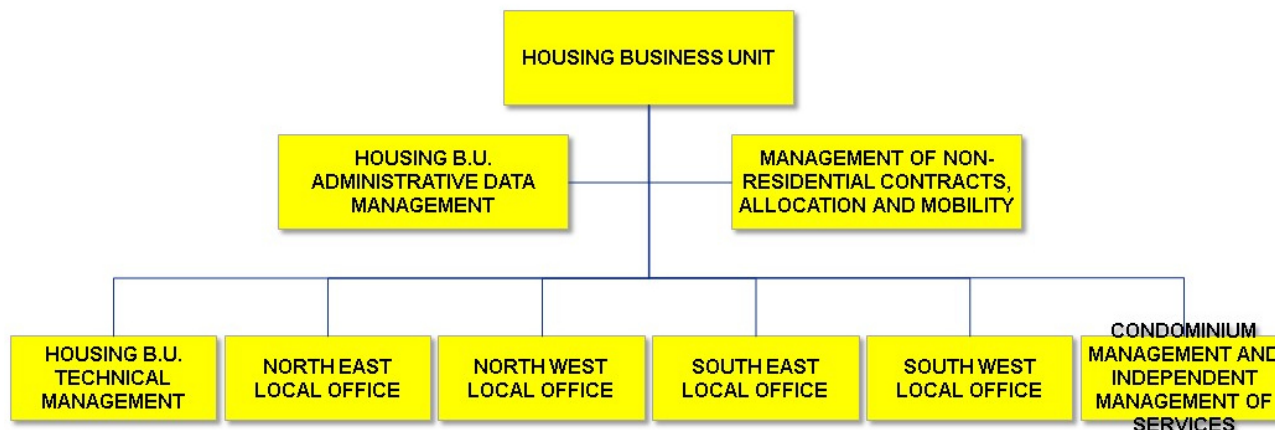 HOUSING BUSINESS UNIT
HOUSING B.U.
ADMINISTRATIVE DATA
MANAGEMENT
MANAGEMENT OF NON-
RESIDENTIAL CONTRACTS,
ALLOCATION AND MOBILITY
HOUSING B.U.
TECHNICAL
MANAGEMENT
NORTH EAST
LOCAL OFFICE
NORTH WEST
LOCAL OFFICE
SOUTH EAST
LOCAL OFFICE
SOUTH WEST
LOCAL OFFICE
CONDOMINIUM
MANAGEMENT AND
INDEPENDENT
MANAGEMENT OF
SERVICES